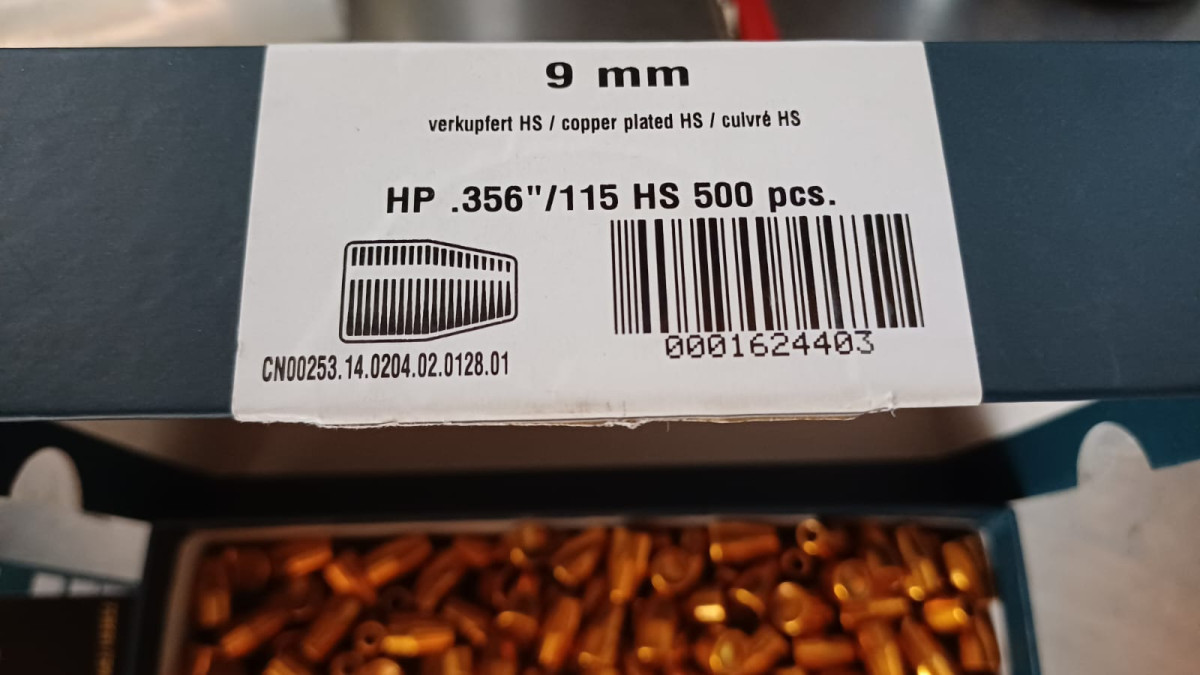 9 mm
verkupfert HS / copper plated HS / cuivré HS
HP .356"/115 HS 500 pcs.
0001624403
CN00253.14.0204.02.0128.01